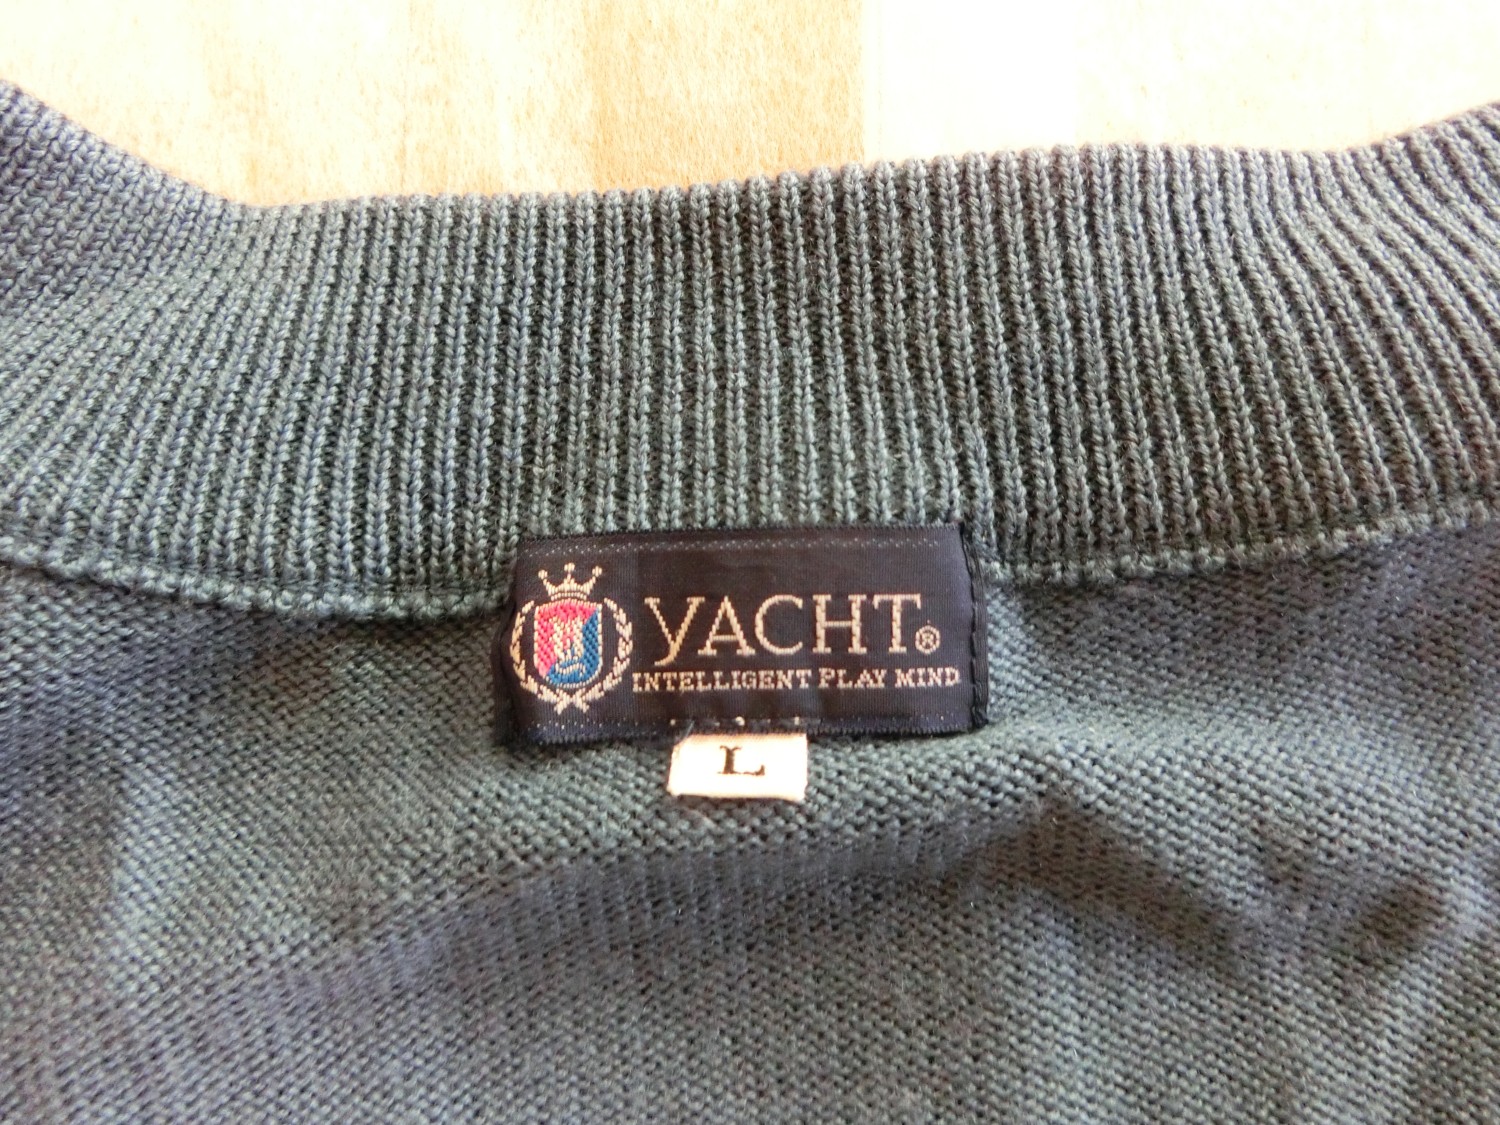 YACHT®
INTELLIGENT PLAY MIND
L